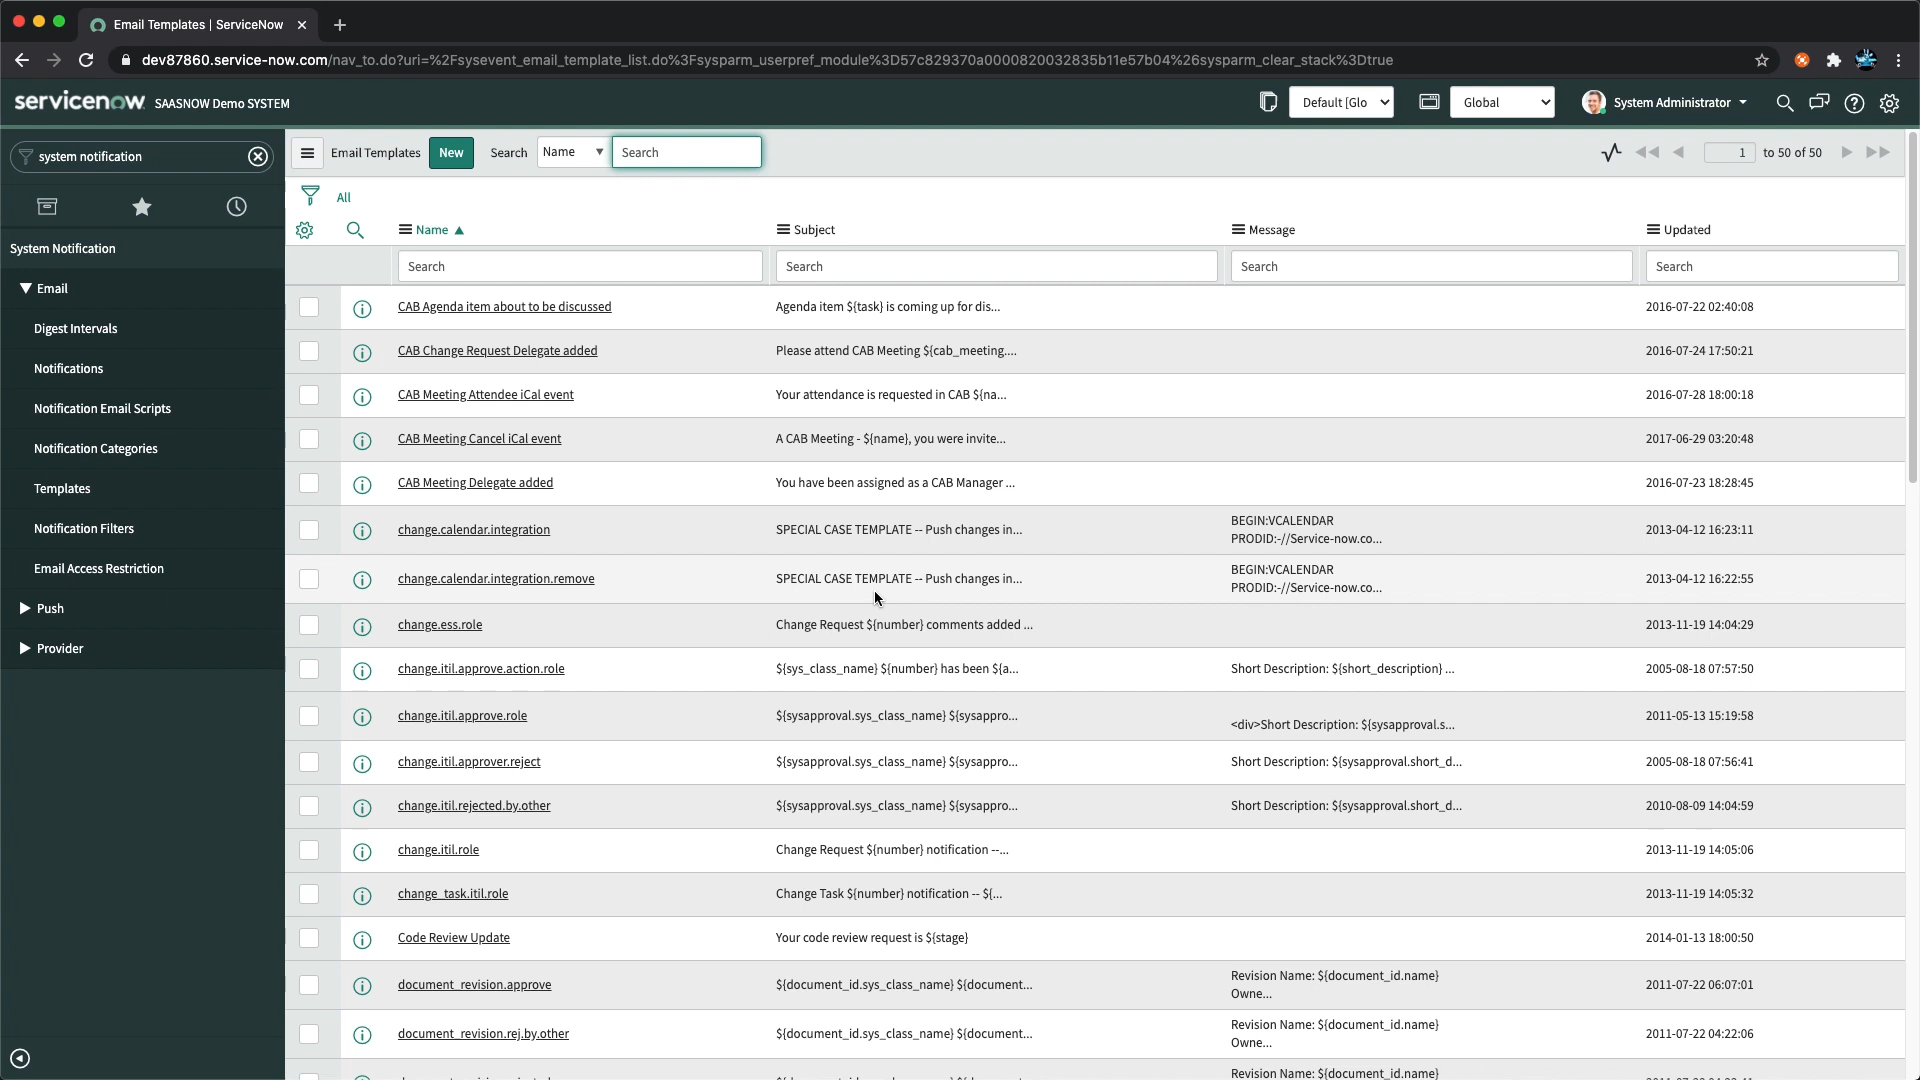 Email Templates | ServiceNow
dev87860.service-now.com/nav_to.do?uri=%2Fsysevent_email_template_list.do%3Fsysparm_userpref_module%3D57c829370a0000820032835b11e57b04%26sysparm_clear_stack%3Dtrue
servicenow SAASNOW Demo SYSTEM
Default [Glo
Global
System Administrator
system notification
Email Templates New Search Name Search
1 to 50 of 50
All
Name Subject Message Updated
Search Search Search Search
System Notification
Email
Digest Intervals
Notifications
Notification Email Scripts
Notification Categories
Templates
Notification Filters
Email Access Restriction
Push
Provider
CAB Agenda item about to be discussed Agenda item ${task} is coming up for dis... 2016-07-22 02:40:08
CAB Change Request Delegate added Please attend CAB Meeting ${cab_meeting.... 2016-07-24 17:50:21
CAB Meeting Attendee iCal event Your attendance is requested in CAB ${na... 2016-07-28 18:00:18
CAB Meeting Cancel iCal event A CAB Meeting - ${name}, you were invite... 2017-06-29 03:20:48
CAB Meeting Delegate added You have been assigned as a CAB Manager ... 2016-07-23 18:28:45
change.calendar.integration SPECIAL CASE TEMPLATE -- Push changes in... BEGIN:VCALENDAR
PRODID:-//Service-now.co... 2013-04-12 16:23:11
change.calendar.integration.remove SPECIAL CASE TEMPLATE -- Push changes in... BEGIN:VCALENDAR
PRODID:-//Service-now.co... 2013-04-12 16:22:55
change.ess.role Change Request ${number} comments added ... 2013-11-19 14:04:29
change.itil.approve.action.role ${sys_class_name} ${number} has been ${a... Short Description: ${short_description} ... 2005-08-18 07:57:50
change.itil.approve.role ${sysapproval.sys_class_name} ${sysappro... <div>Short Description: ${sysapproval.s... 2011-05-13 15:19:58
change.itil.approver.reject ${sysapproval.sys_class_name} ${sysappro... Short Description: ${sysapproval.short_d... 2005-08-18 07:56:41
change.itil.rejected.by.other ${sysapproval.sys_class_name} ${sysappro... Short Description: ${sysapproval.short_d... 2010-08-09 14:04:59
change.itil.role Change Request ${number} notification --... 2013-11-19 14:05:06
change_task.itil.role Change Task ${number} notification -- ${... 2013-11-19 14:05:32
Code Review Update Your code review request is ${stage} 2014-01-13 18:00:50
document_revision.approve ${document_id.sys_class_name} ${document... Revision Name: ${document_id.name}
Owne... 2011-07-22 06:07:01
document_revision.rej.by.other ${document_id.sys_class_name} ${document... Revision Name: ${document_id.name}
Owne... 2011-07-22 04:22:06
Revision Name: ${document_id.name}